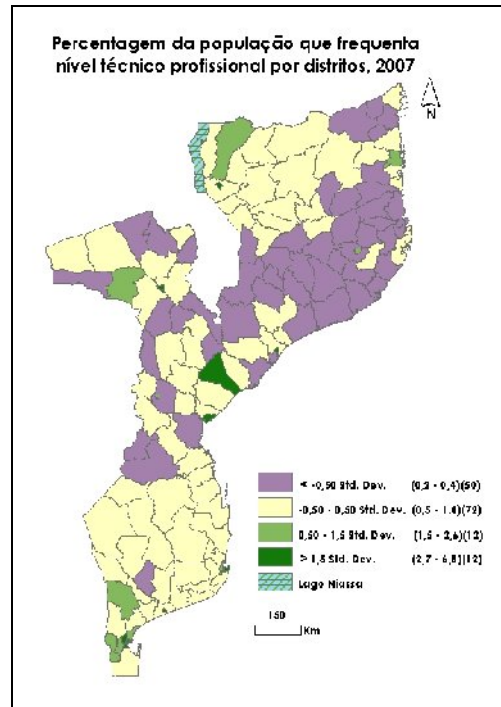 Percentagem da população que frequenta
nível técnico profissional por distritos, 2007
N
< -0,50 Std. Dev. (0,2 - 0,4)(50)
-0,50 - 0,50 Std. Dev. (0,5 - 1,4)(72)
0,50 - 1,5 Std. Dev. (1,5 - 2,6)(12)
> 1,5 Std. Dev. (2,7 - 6,8)(12)
Lago Niassa
150
Km